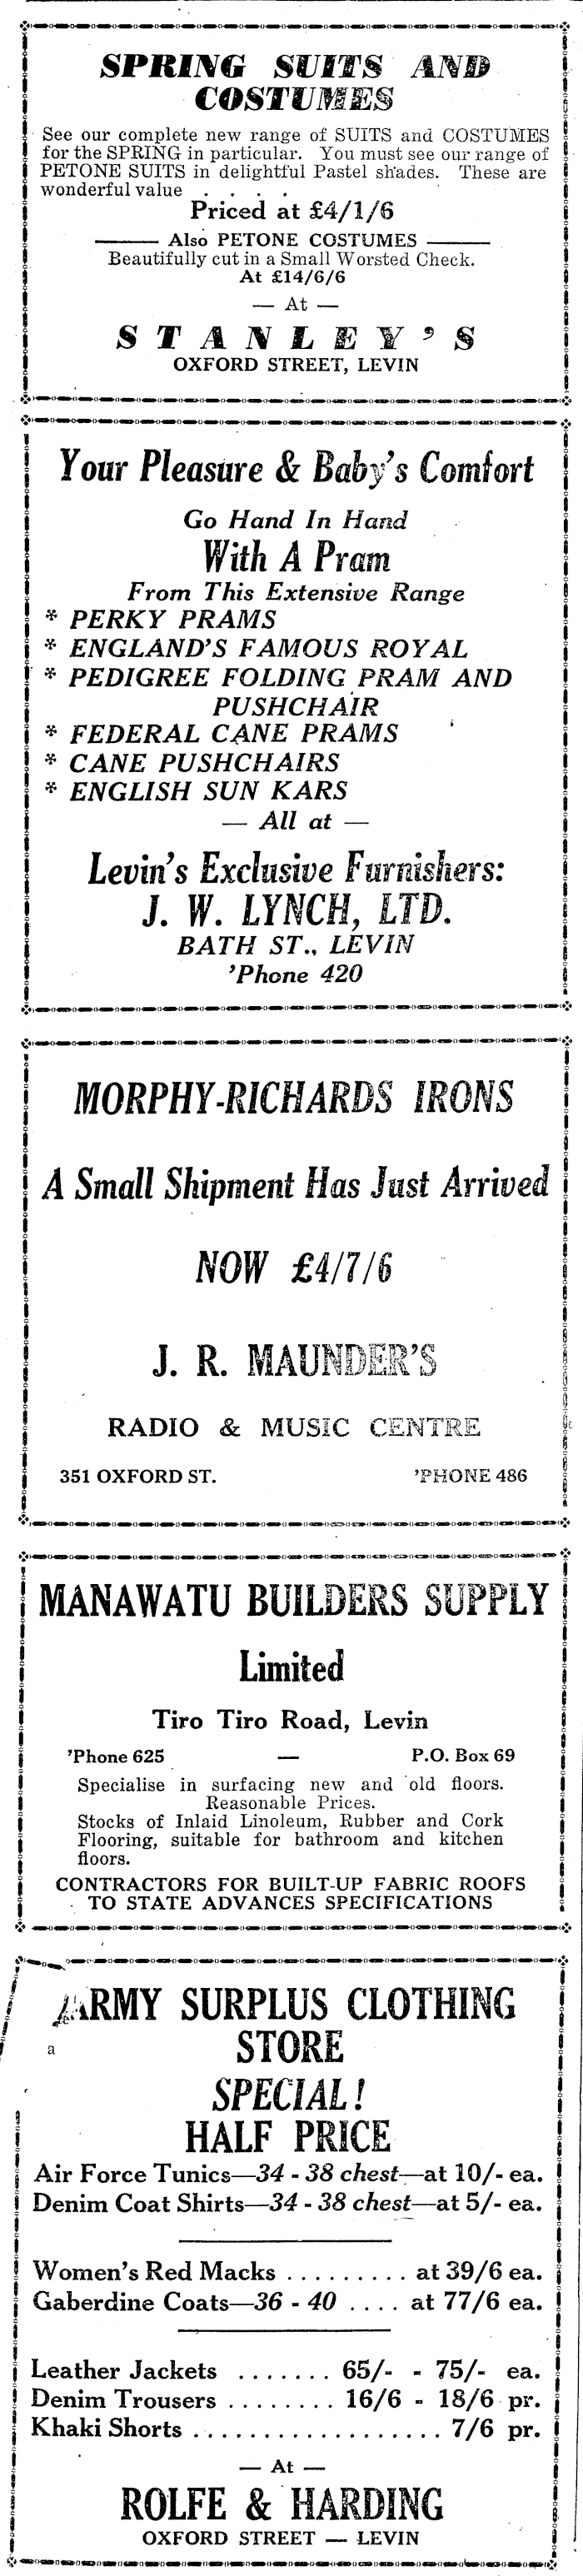 SPRING SUITS AND
COSTUMES
See our complete new range of SUITS and COSTUMES
for the SPRING in particular. You must see our range of
PETONE SUITS in delightful Pastel shades. These are
wonderful value . . . .
Priced at £4/1/6
Also PETONE COSTUMES
Beautifully cut in a Small Worsted Check.
At £14/6/6
— At —
STANLEY'S
OXFORD STREET, LEVIN
Your Pleasure & Baby's Comfort
Go Hand In Hand
With A Pram
From This Extensive Range
* PERKY PRAMS
* ENGLAND'S FAMOUS ROYAL
* PEDIGREE FOLDING PRAM AND
PUSHCHAIR
* FEDERAL CANE PRAMS
* CANE PUSHCHAIRS
* ENGLISH SUN KARS
— All at —
Levin's Exclusive Furnishers:
J. W. LYNCH, LTD.
BATH ST., LEVIN
'Phone 420
MORPHY-RICHARDS IRONS
A Small Shipment Has Just Arrived
NOW £4/7/6
J. R. MAUNDER'S
RADIO & MUSIC CENTRE
351 OXFORD ST. 'PHONE 486
MANAWATU BUILDERS SUPPLY
Limited
Tiro Tiro Road, Levin
'Phone 625 — P.O. Box 69
Specialise in surfacing new and old floors.
Reasonable Prices.
Stocks of Inlaid Linoleum, Rubber and Cork
Flooring, suitable for bathroom and kitchen
floors.
CONTRACTORS FOR BUILT-UP FABRIC ROOFS
TO STATE ADVANCES SPECIFICATIONS
ARMY SURPLUS CLOTHING
a
STORE
SPECIAL!
HALF PRICE
Air Force Tunics—34 - 38 chest—at 10/- ea.
Denim Coat Shirts—34 - 38 chest—at 5/- ea.
Women's Red Macks ......... at 39/6 ea.
Gaberdine Coats—36 - 40 .... at 77/6 ea.
Leather Jackets ....... 65/- - 75/- ea.
Denim Trousers ........ 16/6 - 18/6 pr.
Khaki Shorts .................. 7/6 pr.
— At —
ROLFE & HARDING
OXFORD STREET — LEVIN